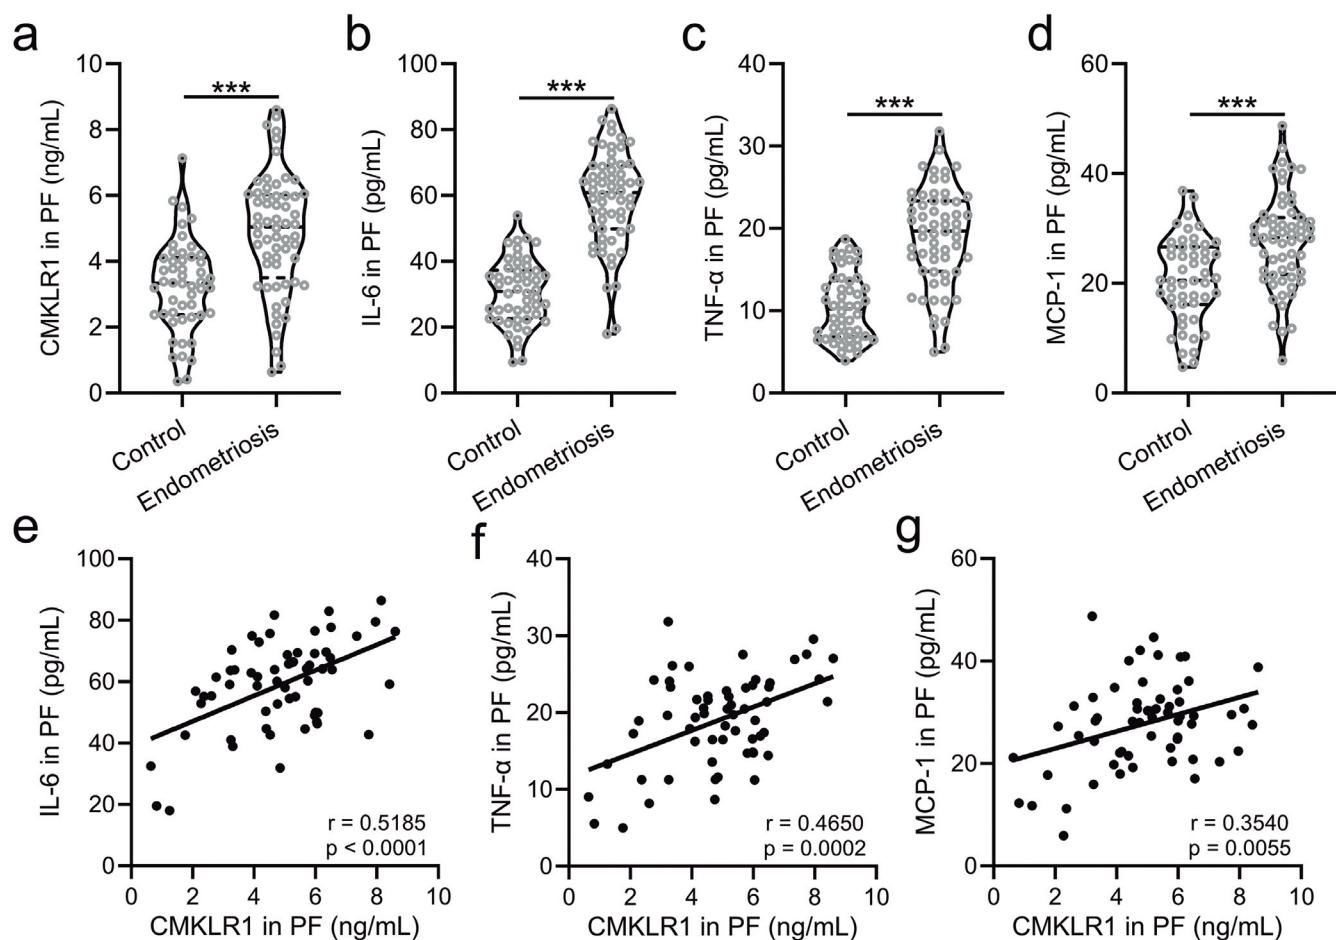 a
CMKLR1 in PF (ng/mL)
10
8
6
4
2
0
***
Control
Endometriosis
b
IL-6 in PF (pg/mL)
100
80
60
40
20
0
***
Control
Endometriosis
c
TNF-α in PF (pg/mL)
40
30
20
10
0
***
Control
Endometriosis
d
MCP-1 in PF (pg/mL)
60
40
20
0
***
Control
Endometriosis
e
IL-6 in PF (pg/mL)
100
80
60
40
20
0
r = 0.5185
p < 0.0001
0 2 4 6 8 10
CMKLR1 in PF (ng/mL)
f
TNF-α in PF (pg/mL)
40
30
20
10
0
r = 0.4650
p = 0.0002
0 2 4 6 8 10
CMKLR1 in PF (ng/mL)
g
MCP-1 in PF (pg/mL)
60
40
20
0
r = 0.3540
p = 0.0055
0 2 4 6 8 10
CMKLR1 in PF (ng/mL)